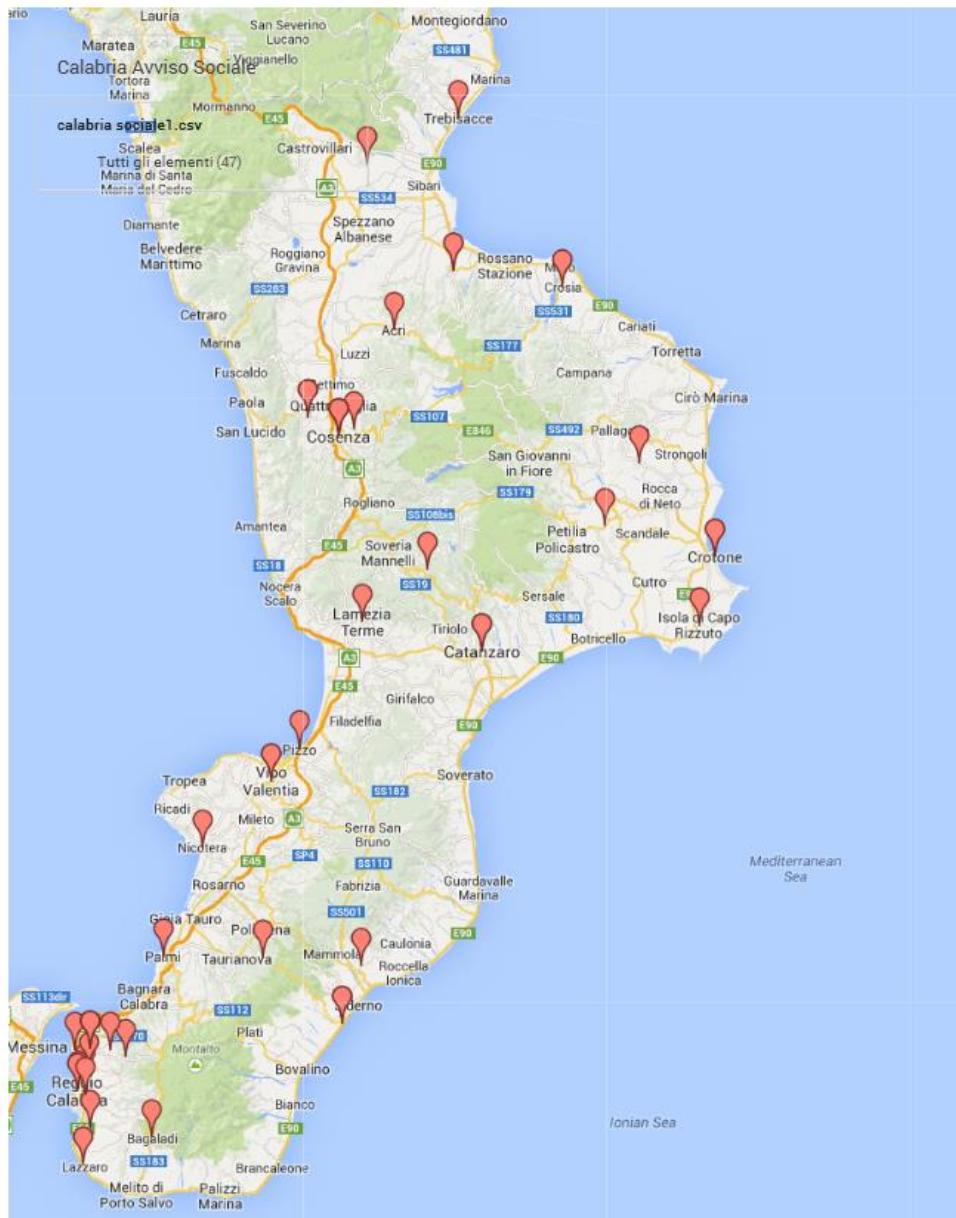 Lauria
San Severino
Lucano
Montegiordano
E45
SS481
Maratea
Viggianello
Calabria Avviso Sociale
Tortora
Marina
Marina
Mormanno
E45
Trebisacce
calabria sociale1.csv
Scalea
Castrovillari
E90
Tutti gli elementi (47)
Marina di Santa
Maria del Cedro
A3
SS534
Sibari
Diamante
Spezzano
Albanese
Belvedere
Marittimo
Roggiano
Gravina
Rossano
Stazione
Crosia
SS283
E90
Cetraro
SS531
Acri
Cariati
Marina
Luzzi
SS177
Torretta
Fuscaldo
Campana
Paola
Cirò Marina
SS107
San Lucido
Cosenza
E846
SS492
Strongoli
San Giovanni
in Fiore
A3
SS179
Rocca
di Neto
Rogliano
SS108bis
Amantea
Petilia
Policastro
Scandale
E45
Soveria
Mannelli
Crotone
SS18
SS19
Nocera
Scalo
Cutro
Sersale
Lamezia
Terme
Tiriolo
SS180
Isola di Capo
Rizzuto
Botricello
Catanzaro
A3
E90
E45
Girifalco
Filadelfia
E90
Pizzo
Vibo
Valentia
Tropea
Soverato
SS182
Ricadi
Mileto
A3
Serra San
Bruno
Nicotera
SP4
SS110
E45
Mediterranean
Sea
Rosarno
Fabrizia
Guardavalle
Marina
SS501
Gioia Tauro
E90
Palmi
Taurianova
Mammola
Caulonia
Roccella
Ionica
Bagnara
Calabra
SS113dir
SS112
Messina
Plati
Montalto
Bovalino
E45
Reggio
Calabria
Bianco
Ionian Sea
E90
Bagaladi
Lazzaro
SS183
Brancaleone
Melito di
Porto Salvo
Palizzi
Marina